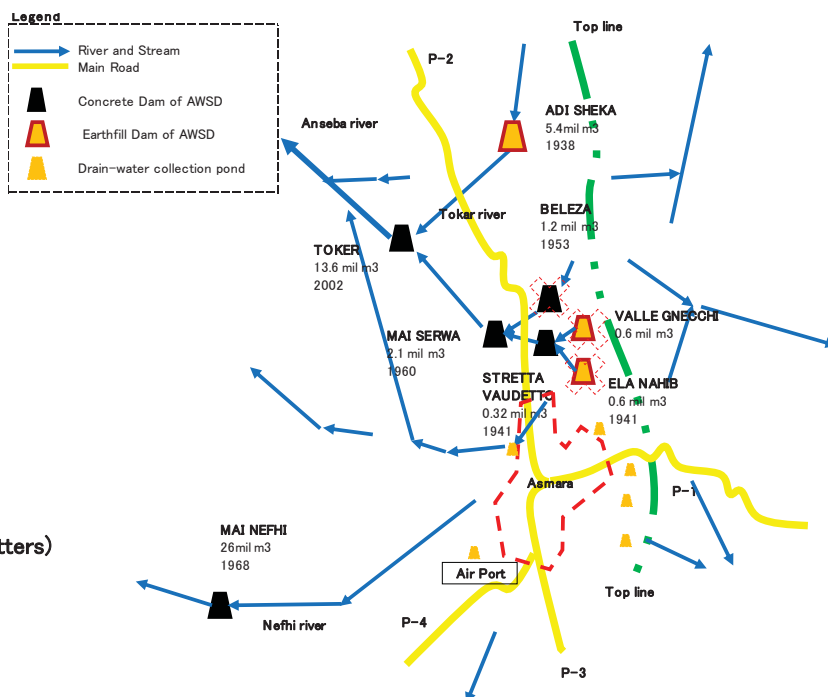 Legend
River and Stream
Main Road
Concrete Dam of AWSD
Earthfill Dam of AWSD
Drain-water collection pond
Top line
P-2
ADI SHEKA
5.4mil m3
1938
Anseba river
Tokar river
BELEZA
1.2 mil m3
1953
TOKER
13.6 mil m3
2002
VALLE GNECCHI
0.6 mil m3
MAI SERWA
2.1 mil m3
1960
STRETTA
VAUDETTO
0.32 mil m3
1941
ELA NAHIB
0.6 mil m3
1941
Asmara
P-1
MAI NEFHI
26mil m3
1968
tters)
Air Port
Top line
Nefhi river
P-4
P-3